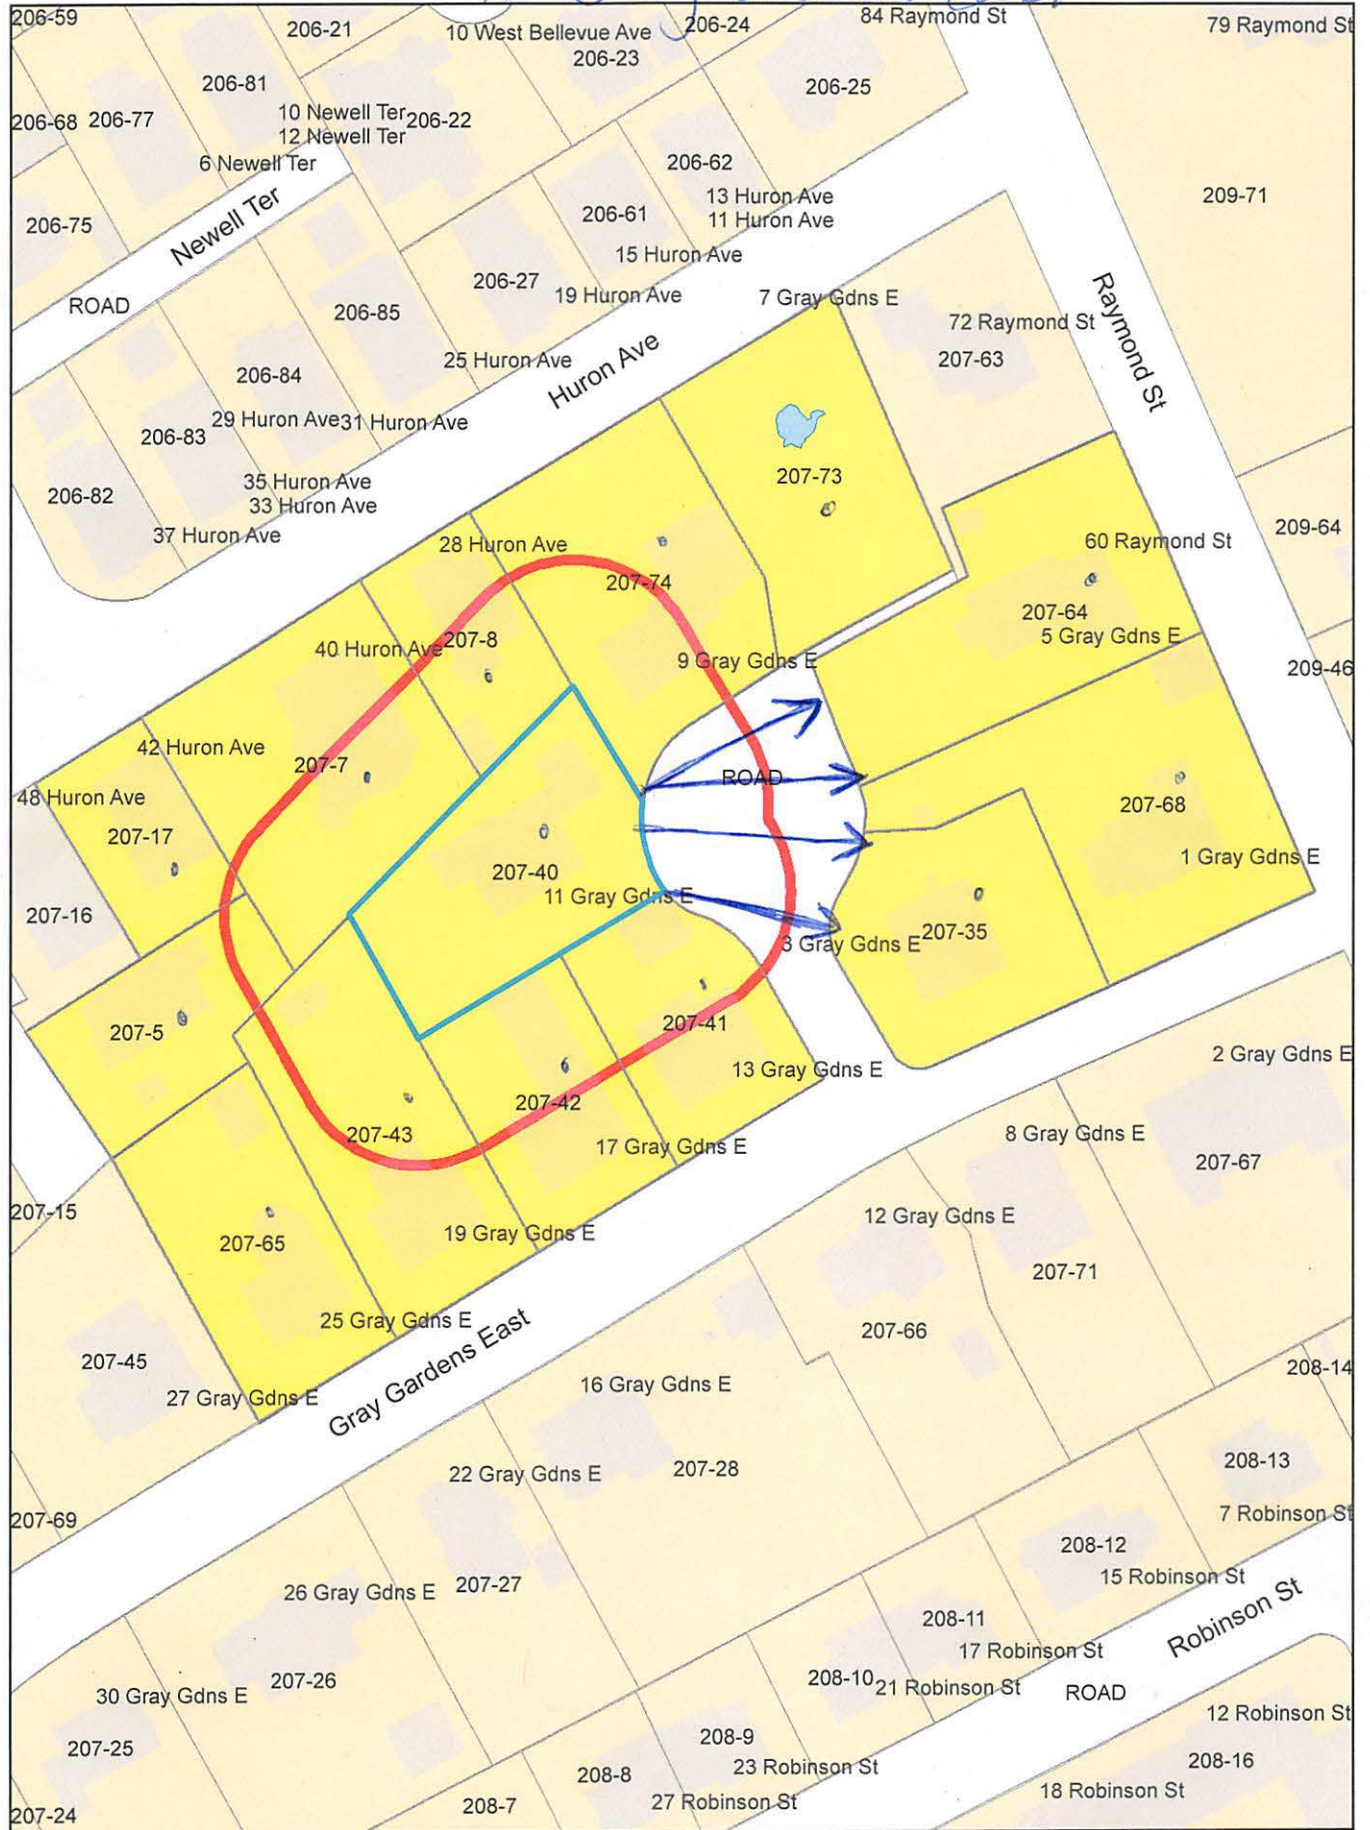 206-59
206-21
10 West Bellevue Ave
206-24
84 Raymond St
79 Raymond St
206-23
206-81
206-25
206-68
206-77
10 Newell Ter
206-22
12 Newell Ter
6 Newell Ter
206-62
13 Huron Ave
209-71
206-75
Newell Ter
206-61
11 Huron Ave
15 Huron Ave
206-27
19 Huron Ave
7 Gray Gdns E
ROAD
206-85
72 Raymond St
Raymond St
207-63
25 Huron Ave
Huron Ave
206-84
29 Huron Ave
31 Huron Ave
206-83
207-73
35 Huron Ave
206-82
33 Huron Ave
209-64
37 Huron Ave
28 Huron Ave
60 Raymond St
207-74
207-64
207-8
5 Gray Gdns E
40 Huron Ave
9 Gray Gdns E
209-46
42 Huron Ave
207-7
ROAD
48 Huron Ave
207-68
207-17
1 Gray Gdns E
207-40
11 Gray Gdns E
207-16
207-35
3 Gray Gdns E
207-5
207-41
2 Gray Gdns E
13 Gray Gdns E
207-42
207-43
8 Gray Gdns E
17 Gray Gdns E
207-67
207-15
12 Gray Gdns E
19 Gray Gdns E
207-65
207-71
25 Gray Gdns E
207-66
207-45
Gray Gardens East
208-14
16 Gray Gdns E
27 Gray Gdns E
208-13
22 Gray Gdns E
207-28
207-69
7 Robinson St
208-12
15 Robinson St
207-27
26 Gray Gdns E
208-11
Robinson St
17 Robinson St
207-26
208-10
21 Robinson St
ROAD
30 Gray Gdns E
12 Robinson St
208-9
207-25
208-16
23 Robinson St
208-8
18 Robinson St
27 Robinson St
208-7
207-24